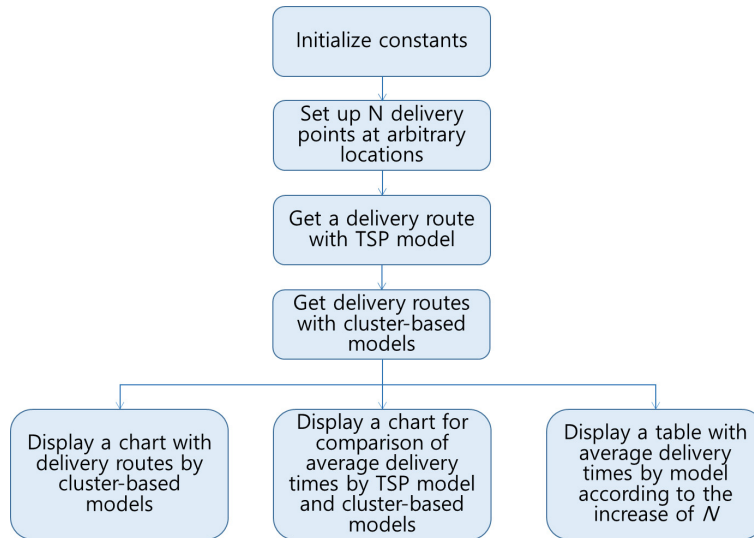 Initialize constants
Set up N delivery
points at arbitrary
locations
Get a delivery route
with TSP model
Get delivery routes
with cluster-based
models
Display a chart with
delivery routes by
cluster-based
models
Display a chart for
comparison of
average delivery
times by TSP model
and cluster-based
models
Display a table with
average delivery
times by model
according to the
increase of N